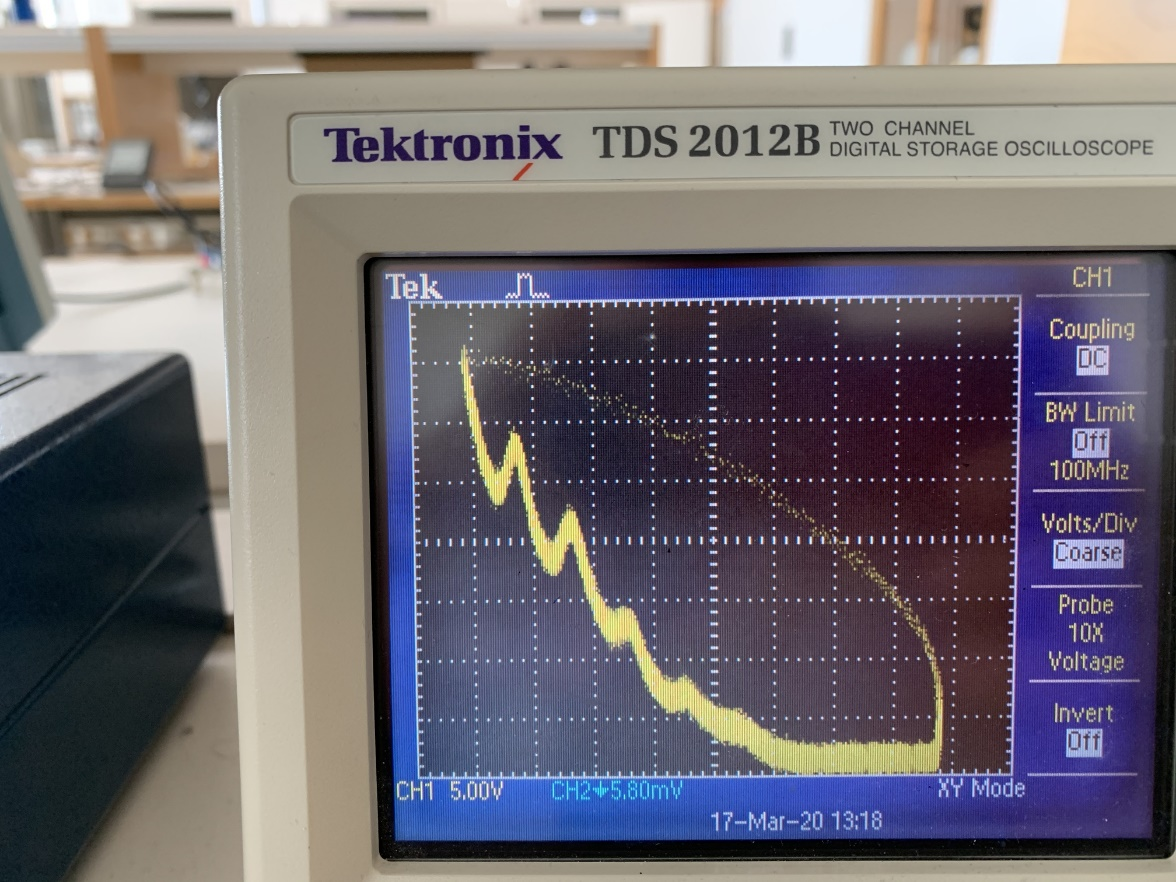 Tektronix TDS 2012B TWO CHANNEL
DIGITAL STORAGE OSCILLOSCOPE
Tek
CH1
Coupling
DC
BW Limit
Off
100MHz
Volts/Div
Coarse
Probe
10X
Voltage
Invert
Off
CH1 5.00V CH2 5.80mV XY Mode
17-Mar-20 13:18